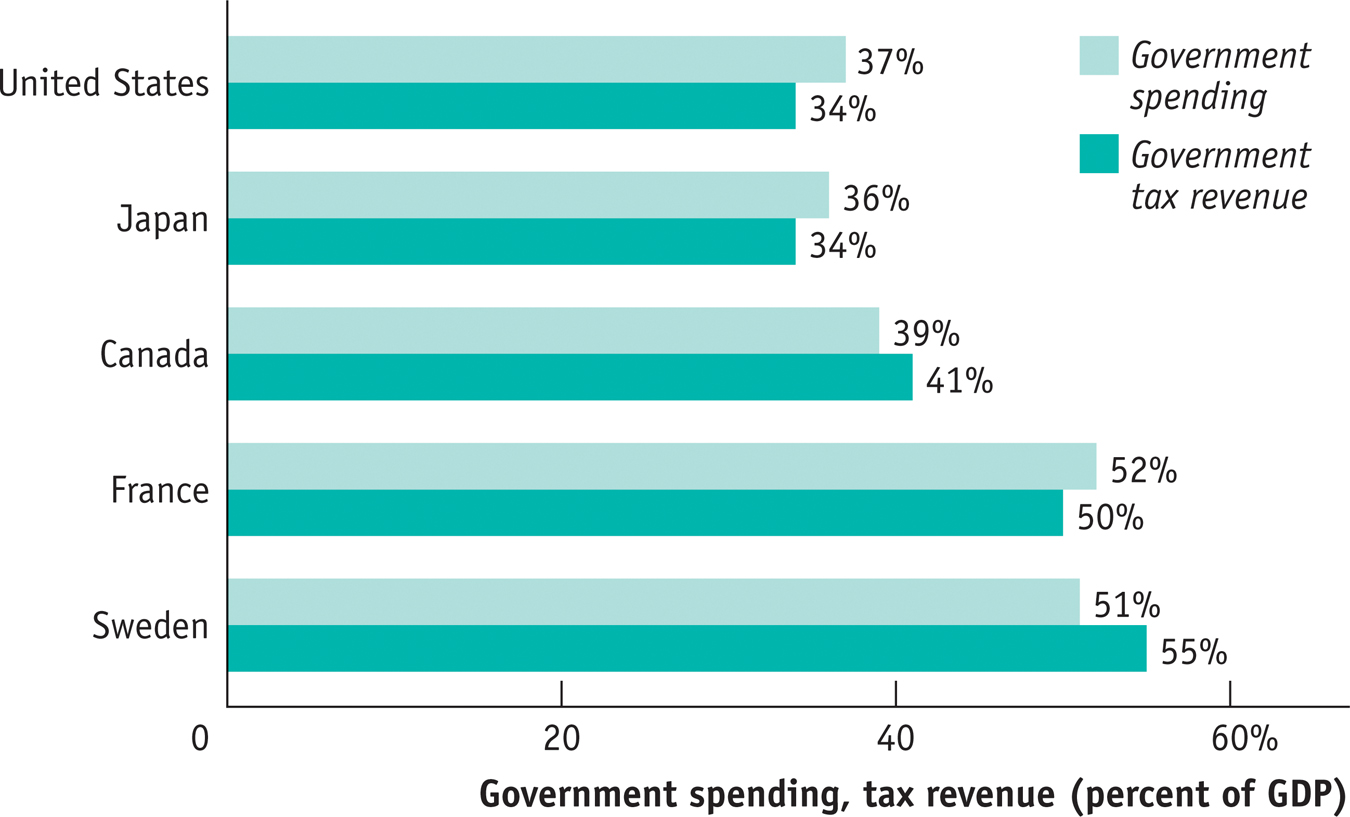 United States
37%
34%
Government
spending
Government
tax revenue
Japan
36%
34%
Canada
39%
41%
France
52%
50%
Sweden
51%
55%
0
20
40
60%
Government spending, tax revenue (percent of GDP)